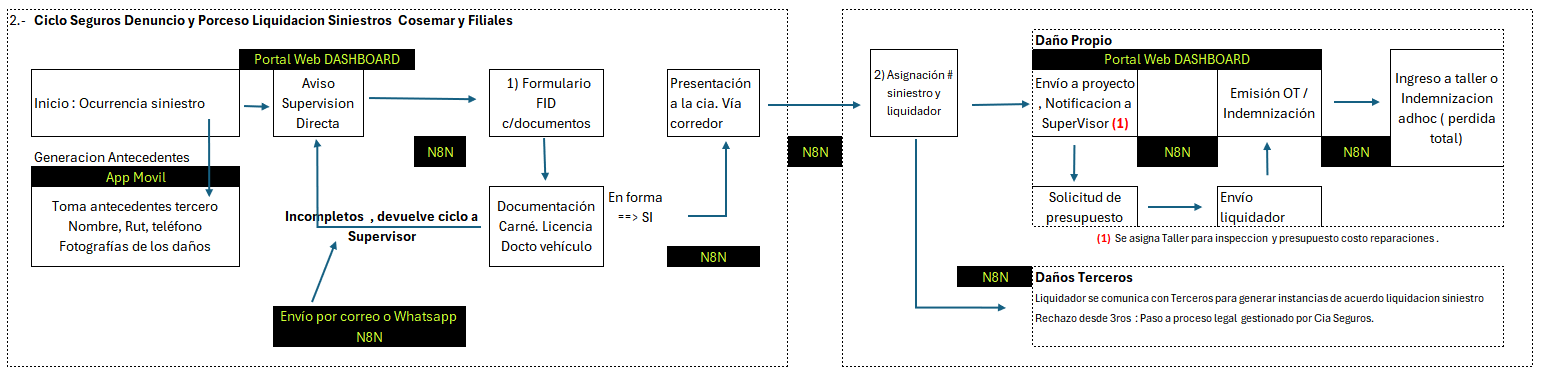 2.- Ciclo Seguros Denuncio y Porceso Liquidacion Siniestros Cosemar y Filiales
Portal Web DASHBOARD
Inicio : Ocurrencia siniestro
Aviso
Supervision
Directa
1) Formulario
FID
c/documentos
Presentación
a la cia. Vía
corredor
N8N
N8N
Generacion Antecedentes
App Movil
Toma antecedentes tercero
Nombre, Rut, teléfono
Fotografías de los daños
Incompletos , devuelve ciclo a
Supervisor
Documentación
Carné. Licencia
Docto vehículo
En forma
==> SI
N8N
Envío por correo o Whatsapp
N8N
2) Asignación #
siniestro y
liquidador
Daño Propio
Portal Web DASHBOARD
Envío a proyecto
, Notificacion a
SuperVisor (1)
Emisión OT /
Indemnización
Ingreso a taller o
Indemnizacion
adhoc ( perdida
total)
N8N
N8N
Solicitud de
presupuesto
Envío
liquidador
(1) Se asigna Taller para inspeccion y presupuesto costo reparaciones .
N8N
Daños Terceros
Liquidador se comunica con Terceros para generar instancias de acuerdo liquidacion siniestro
Rechazo desde 3ros : Paso a proceso legal gestionado por Cia Seguros.